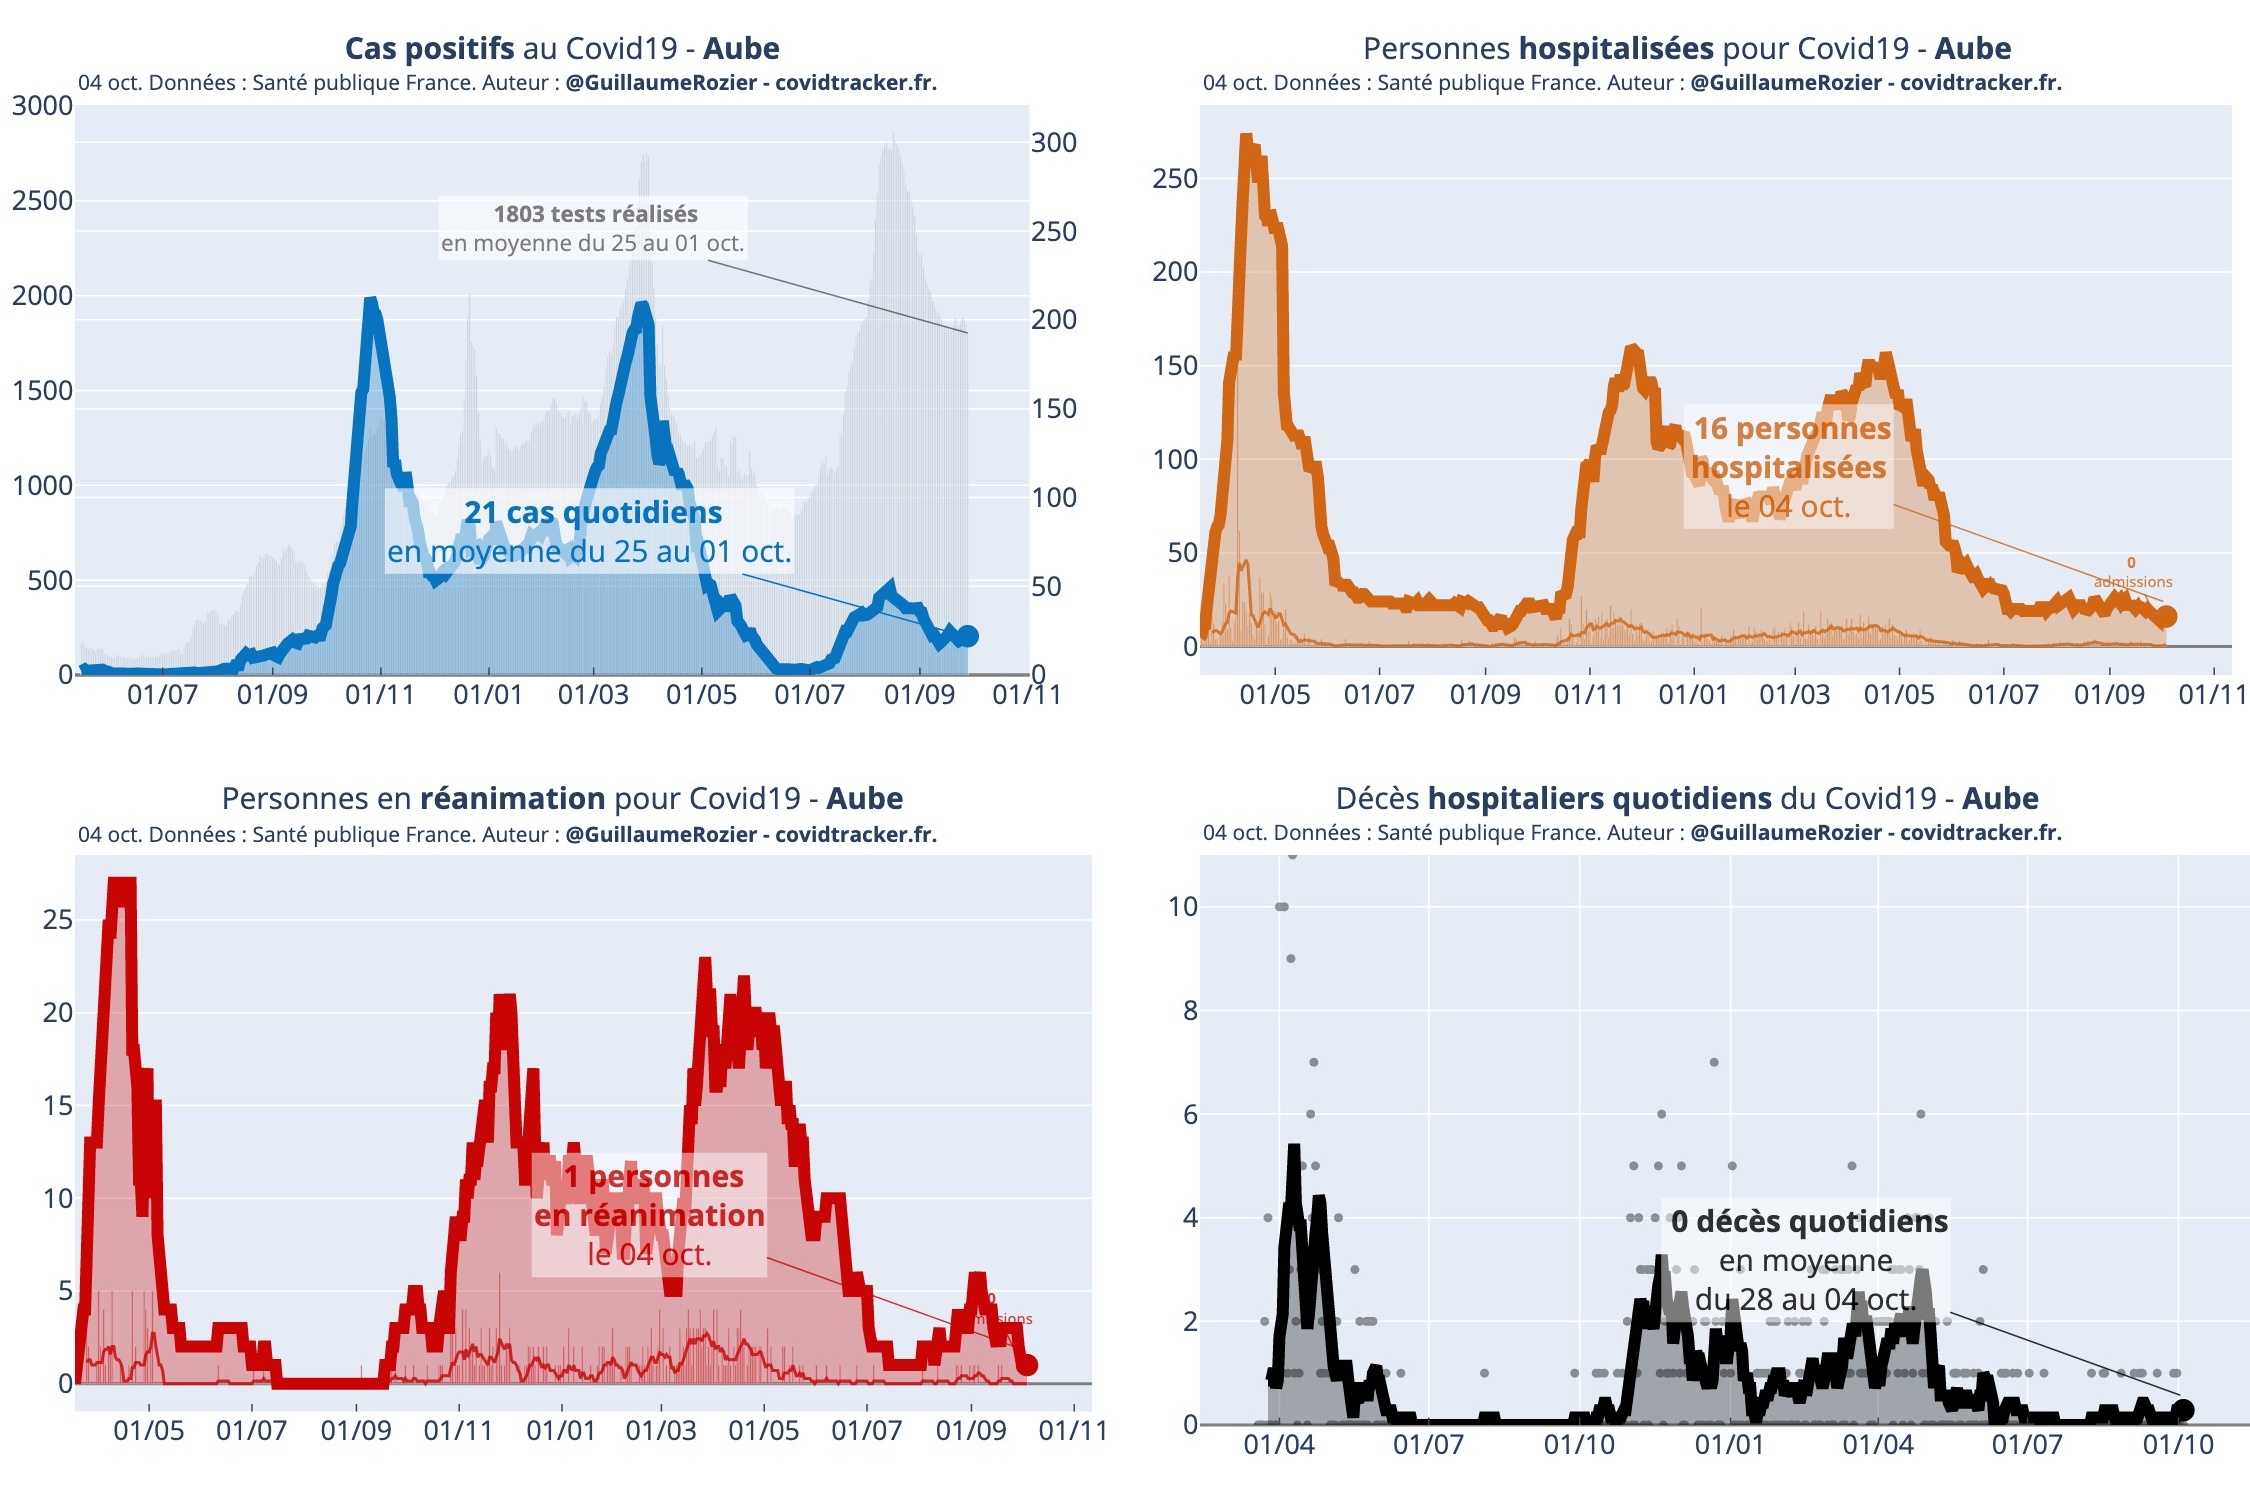 Cas positifs au Covid19 - Aube
04 oct. Données : Santé publique France. Auteur : @GuillaumeRozier - covidtracker.fr.
3000
2500
2000
1500
1000
500
0
300
250
200
150
100
50
0
1803 tests réalisés
en moyenne du 25 au 01 oct.
21 cas quotidiens
en moyenne du 25 au 01 oct.
01/07 01/09 01/11 01/01 01/03 01/05 01/07 01/09 01/11
Personnes hospitalisées pour Covid19 - Aube
04 oct. Données : Santé publique France. Auteur : @GuillaumeRozier - covidtracker.fr.
250
200
150
100
50
0
16 personnes
hospitalisées
le 04 oct.
0
admissions
01/05 01/07 01/09 01/11 01/01 01/03 01/05 01/07 01/09 01/11
Personnes en réanimation pour Covid19 - Aube
04 oct. Données : Santé publique France. Auteur : @GuillaumeRozier - covidtracker.fr.
25
20
15
10
5
0
1 personnes
en réanimation
le 04 oct.
0
01/05 01/07 01/09 01/11 01/01 01/03 01/05 01/07 01/09 01/11
Décès hospitaliers quotidiens du Covid19 - Aube
04 oct. Données : Santé publique France. Auteur : @GuillaumeRozier - covidtracker.fr.
10
8
6
4
2
0
0 décès quotidiens
en moyenne
du 28 au 04 oct.
01/04 01/07 01/10 01/01 01/04 01/07 01/10